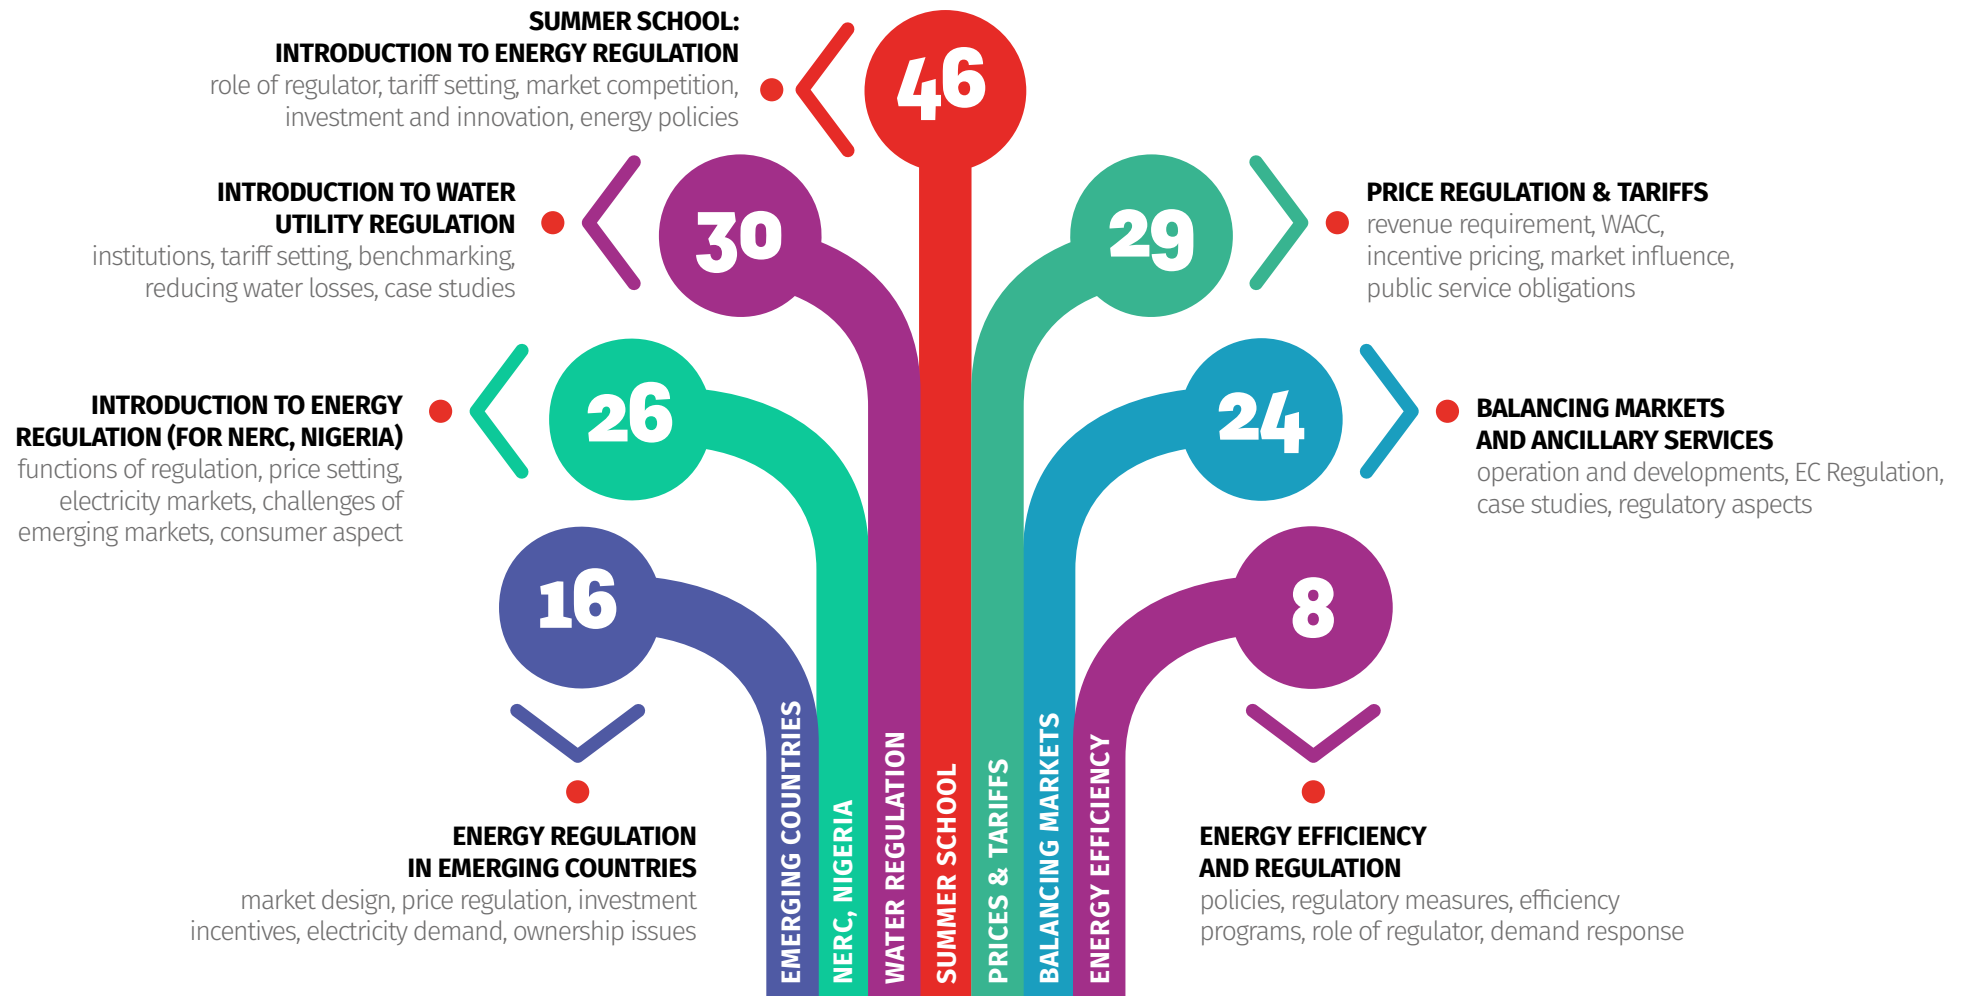 SUMMER SCHOOL:
INTRODUCTION TO ENERGY REGULATION
role of regulator, tariff setting, market competition,
investment and innovation, energy policies
46
INTRODUCTION TO WATER
UTILITY REGULATION
institutions, tariff setting, benchmarking,
reducing water losses, case studies
30
29
PRICE REGULATION & TARIFFS
revenue requirement, WACC,
incentive pricing, market influence,
public service obligations
INTRODUCTION TO ENERGY
REGULATION (FOR NERC, NIGERIA)
functions of regulation, price setting,
electricity markets, challenges of
emerging markets, consumer aspect
26
24
BALANCING MARKETS
AND ANCILLARY SERVICES
operation and developments, EC Regulation,
case studies, regulatory aspects
16
8
ENERGY REGULATION
IN EMERGING COUNTRIES
market design, price regulation, investment
incentives, electricity demand, ownership issues
EMERGING COUNTRIES
NERC, NIGERIA
WATER REGULATION
SUMMER SCHOOL
PRICES & TARIFFS
BALANCING MARKETS
ENERGY EFFICIENCY
ENERGY EFFICIENCY
AND REGULATION
policies, regulatory measures, efficiency
programs, role of regulator, demand response